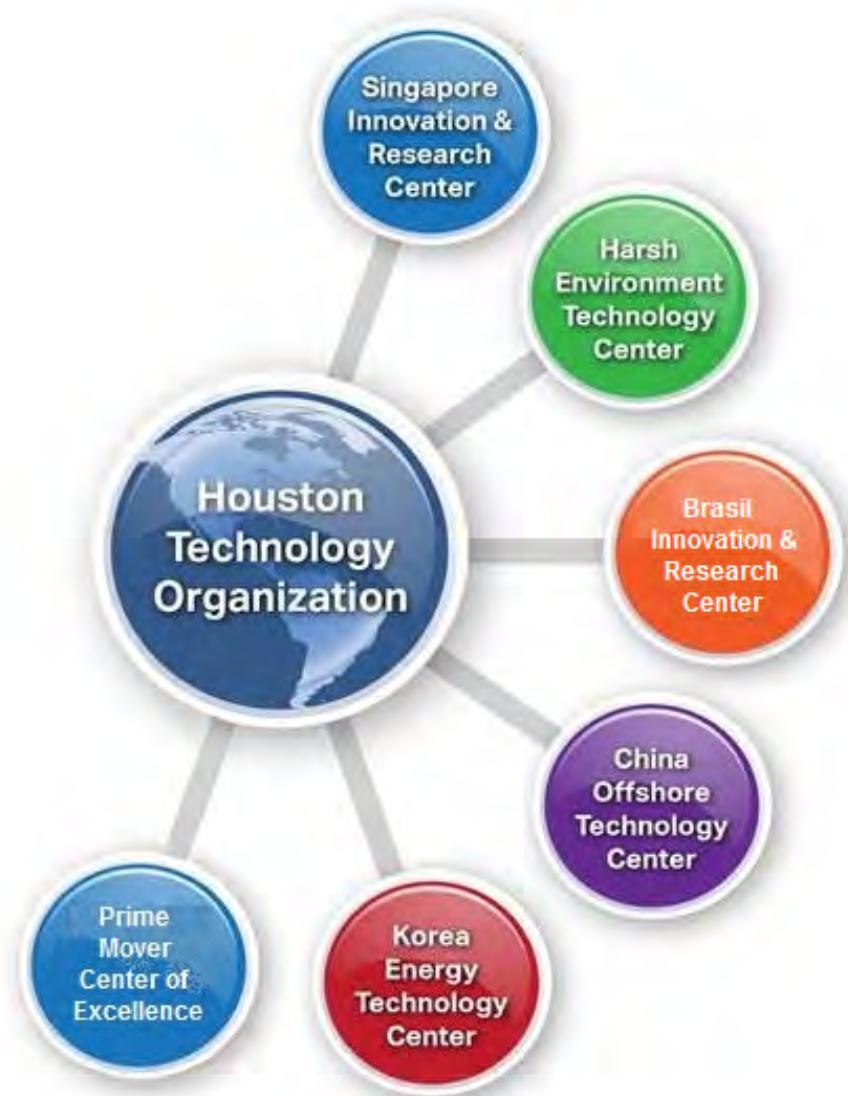 Singapore
Innovation &
Research
Center
Harsh
Environment
Technology
Center
Houston
Technology
Organization
Brasil
Innovation &
Research
Center
China
Offshore
Technology
Center
Prime
Mover
Center of
Excellence
Korea
Energy
Technology
Center